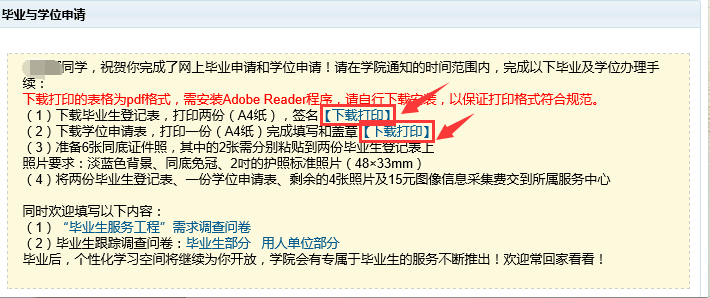 毕业与学位申请
同学，祝贺你完成了网上毕业申请和学位申请！请在学院通知的时间范围内，完成以下毕业及学位办理手
续：
下载打印的表格为pdf格式，需安装Adobe Reader程序，请自行下载安装，以保证打印格式符合规范。
（1）下载毕业生登记表，打印两份（A4纸），签名【下载打印】
（2）下载学位申请表，打印一份（A4纸）完成填写和盖章【下载打印】
（3）准备6张同底证件照，其中的2张需分别粘贴到两份毕业生登记表上
照片要求：淡蓝色背景、同底免冠、2吋的护照标准照片（48×33mm）
（4）将两份毕业生登记表、一份学位申请表、剩余的4张照片及15元图像信息采集费交到所属服务中心
同时欢迎填写以下内容：
（1）“毕业生服务工程”需求调查问卷
（2）毕业生跟踪调查问卷：毕业生部分 用人单位部分
毕业后，个性化学习空间将继续为你开放，学院会有专属于毕业生的服务不断推出！欢迎常回家看看！